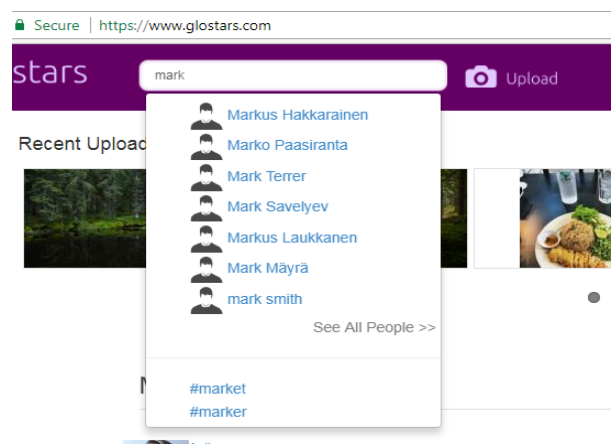 Secure | https://www.glostars.com
stars
mark
Upload
Recent Upload
Markus Hakkarainen
Marko Paasiranta
Mark Terrer
Mark Savelyev
Markus Laukkanen
Mark Mäyrä
mark smith
See All People >>
#market
#marker